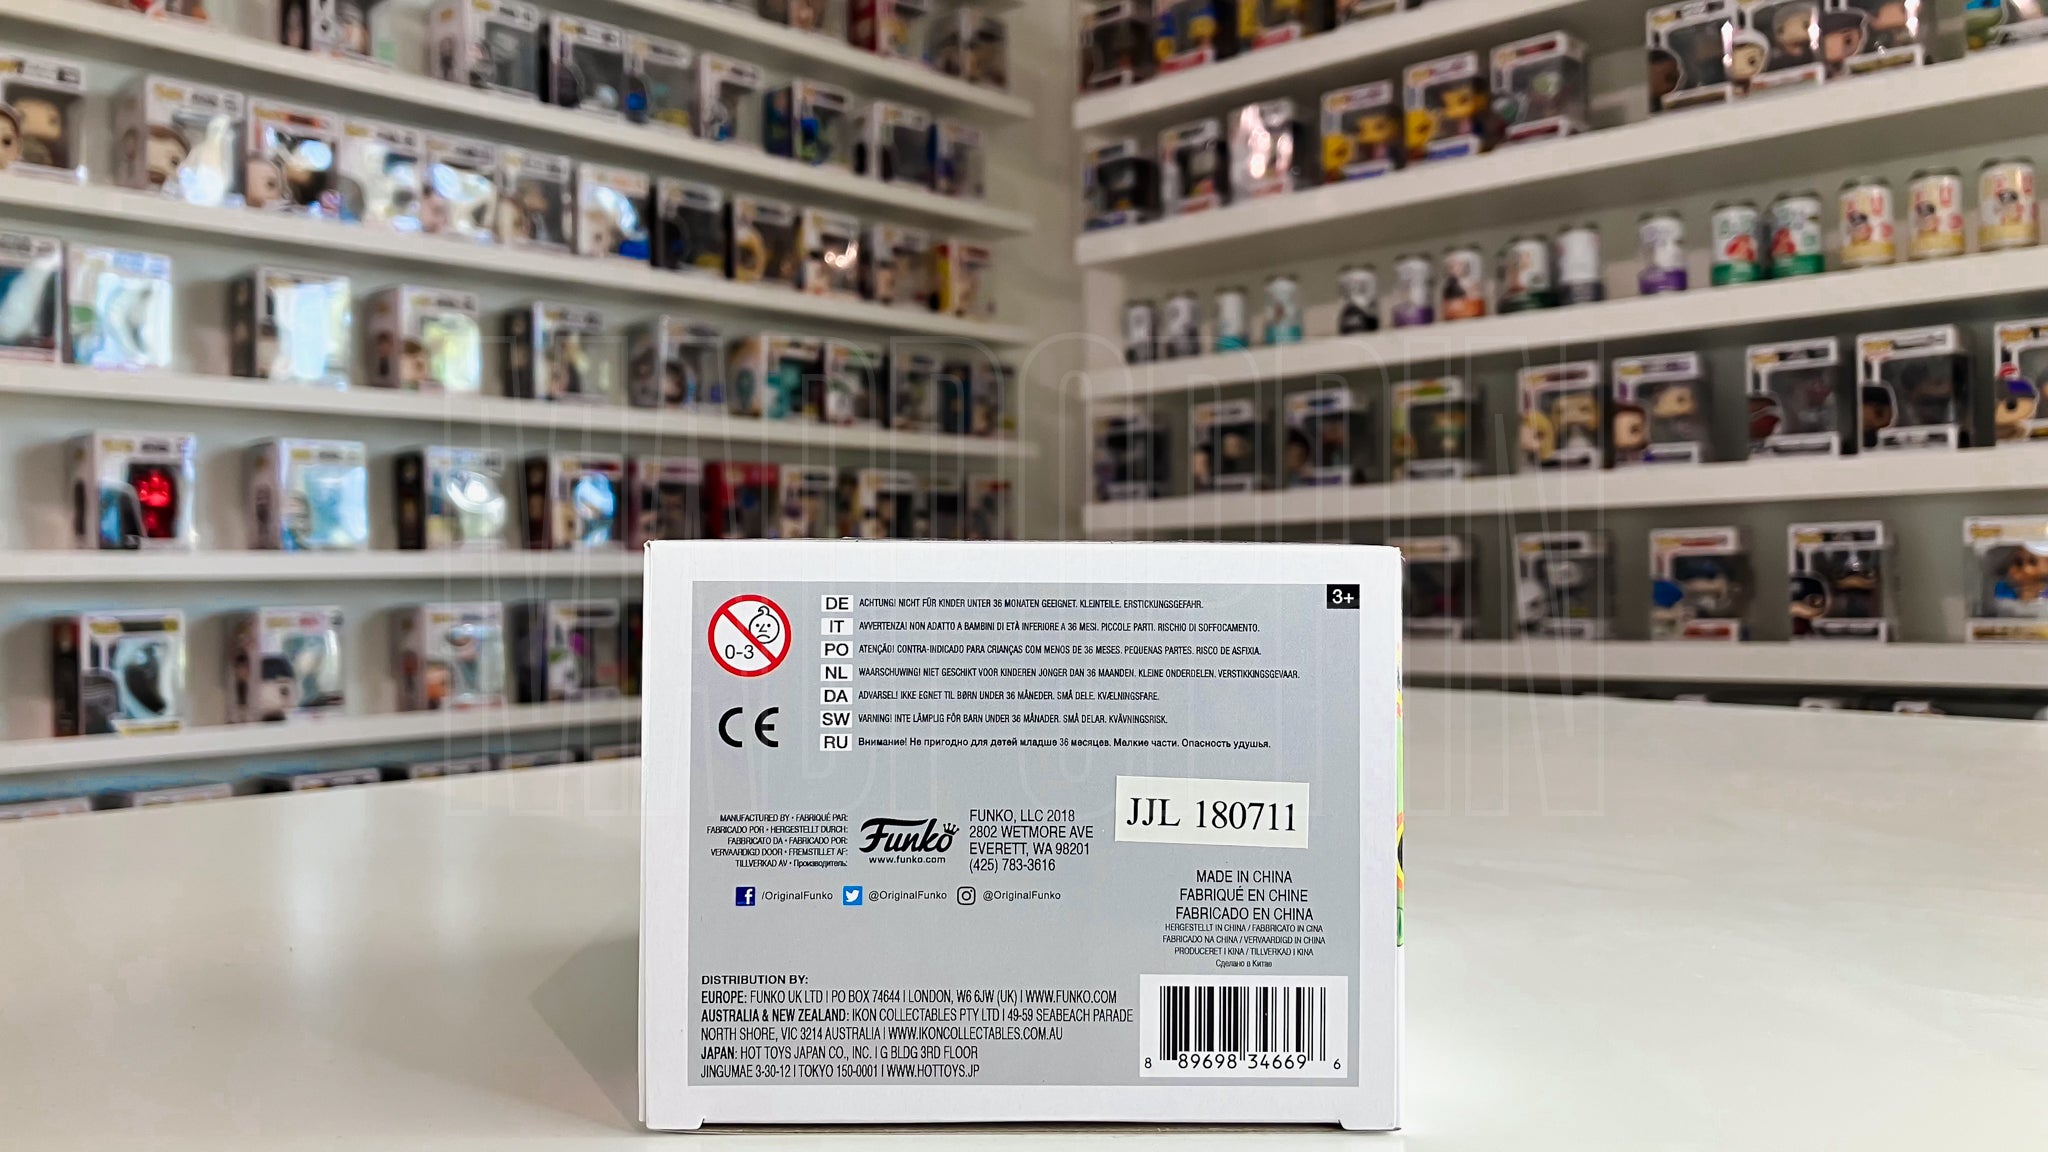 MADPOPPIN
3+
0-3
DE ACHTUNG! NICHT FÜR KINDER UNTER 36 MONATEN GEEIGNET. KLEINTEILE. ERSTICKUNGSGEFAHR.
IT AVVERTENZA! NON ADATTO A BAMBINI DI ETÀ INFERIORE A 36 MESI. PICCOLE PARTI. RISCHIO DI SOFFOCAMENTO.
PO ATENÇÃO! CONTRA-INDICADO PARA CRIANÇAS COM MENOS DE 36 MESES. PEQUENAS PARTES. RISCO DE ASFIXIA.
NL WAARSCHUWING! NIET GESCHIKT VOOR KINDEREN JONGER DAN 36 MAANDEN. KLEINE ONDERDELEN. VERSTIKKINGSGEVAAR.
DA ADVARSEL! IKKE EGNET TIL BØRN UNDER 36 MÅNEDER. SMÅ DELE. KVÆLNINGSFARE.
SW VARNING! INTE LÄMPLIG FÖR BARN UNDER 36 MÅNADER. SMÅ DELAR. KVÄVNINGSRISK.
RU Внимание! Не пригодно для детей младше 36 месяцев. Мелкие части. Опасность удушья.
CE
MANUFACTURED BY • FABRIQUÉ PAR:
FABRICADO POR • HERGESTELLT DURCH:
FABBRICATO DA • FABRICADO POR:
VERVAARDIGD DOOR • FREMSTILLET AF:
TILLVERKAD AV • Производитель:
Funko
www.funko.com
FUNKO, LLC 2018
2802 WETMORE AVE
EVERETT, WA 98201
(425) 783-3616
JJL 180711
/OriginalFunko @OriginalFunko @OriginalFunko
MADE IN CHINA
FABRIQUÉ EN CHINE
FABRICADO EN CHINA
HERGESTELLT IN CHINA / FABBRICATO IN CINA
FABRICADO NA CHINA / VERVAARDIGD IN CHINA
PRODUCERET I KINA / TILLVERKAD I KINA
Сделано в Китае
DISTRIBUTION BY:
EUROPE: FUNKO UK LTD | PO BOX 74644 | LONDON, W6 6JW (UK) | WWW.FUNKO.COM
AUSTRALIA & NEW ZEALAND: IKON COLLECTABLES PTY LTD | 49-59 SEABEACH PARADE
NORTH SHORE, VIC 3214 AUSTRALIA | WWW.IKONCOLLECTABLES.COM.AU
JAPAN: HOT TOYS JAPAN CO., INC. | G BLDG 3RD FLOOR
JINGUMAE 3-30-12 | TOKYO 150-0001 | WWW.HOTTOYS.JP
8 89698 34669 6